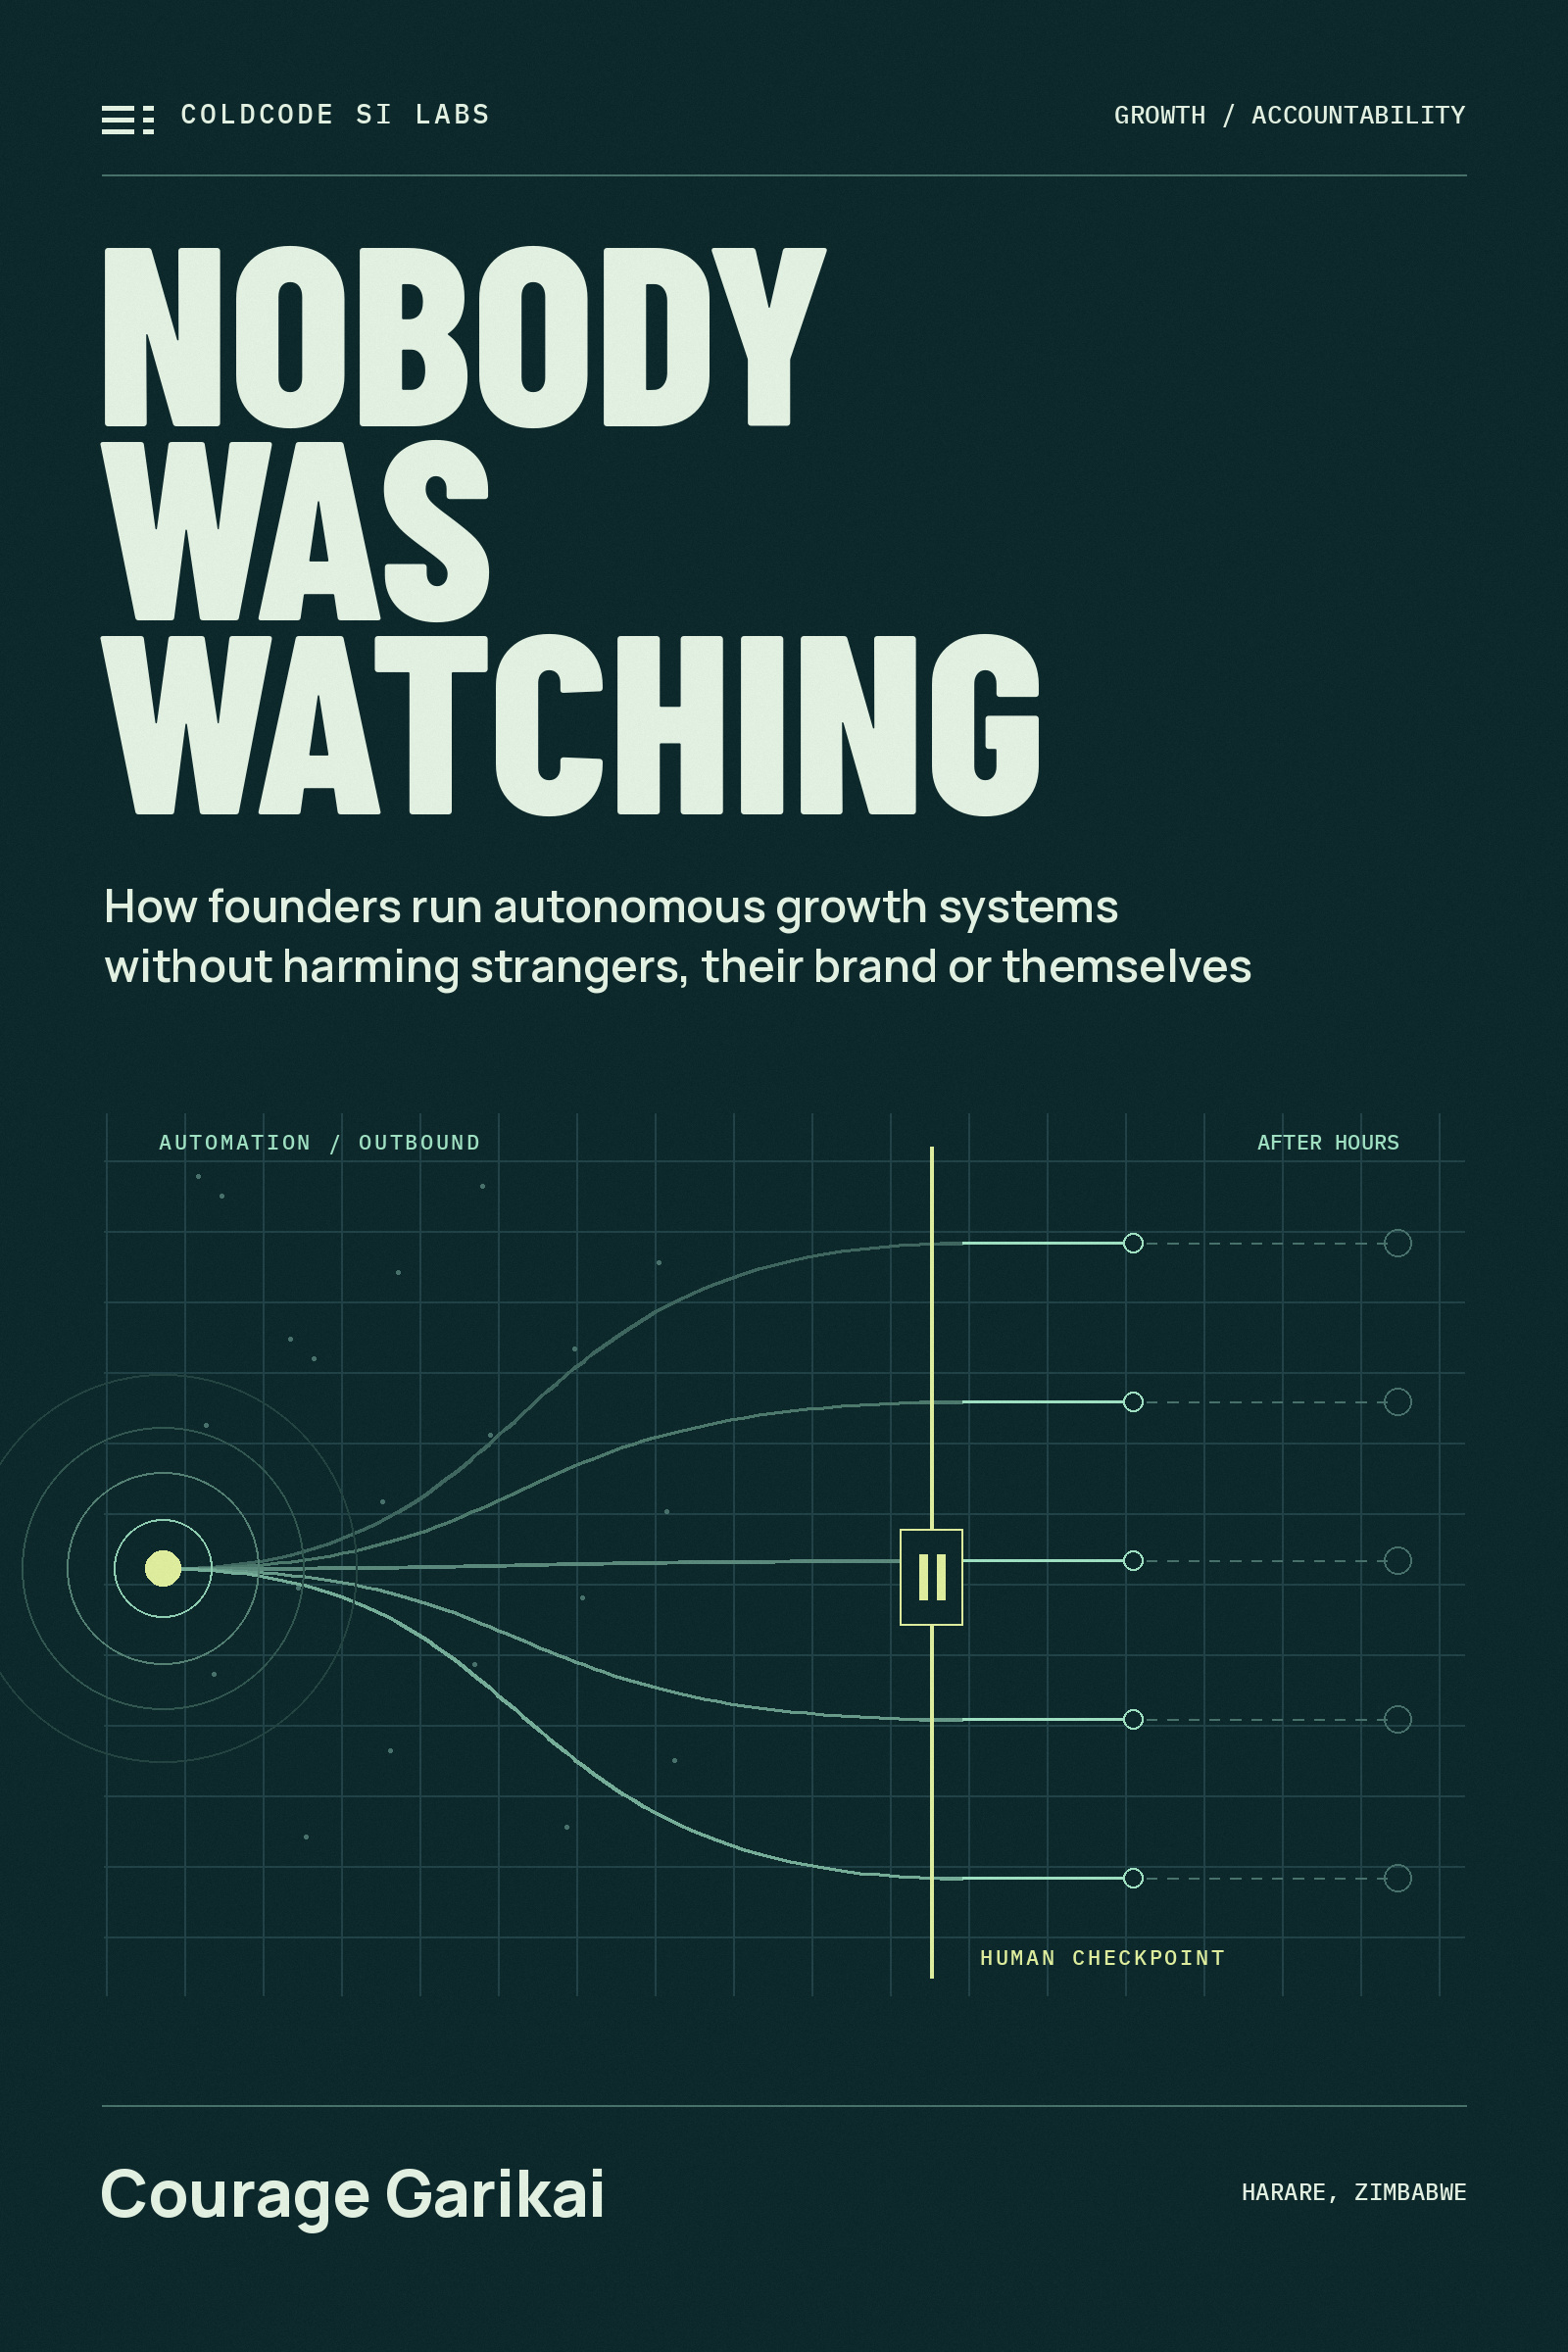 COLDCODE SI LABS
GROWTH / ACCOUNTABILITY
NOBODY
WAS
WATCHING
How founders run autonomous growth systems
without harming strangers, their brand or themselves
AUTOMATION / OUTBOUND
AFTER HOURS
HUMAN CHECKPOINT
Courage Garikai
HARARE, ZIMBABWE